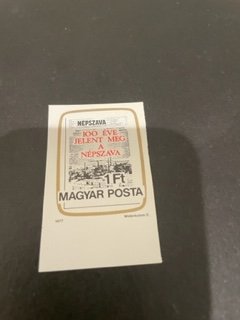 NÉPSZAVA
100 ÉVE
JELENT MEG
A
NÉPSZAVA
1 Ft
MAGYAR POSTA
1977